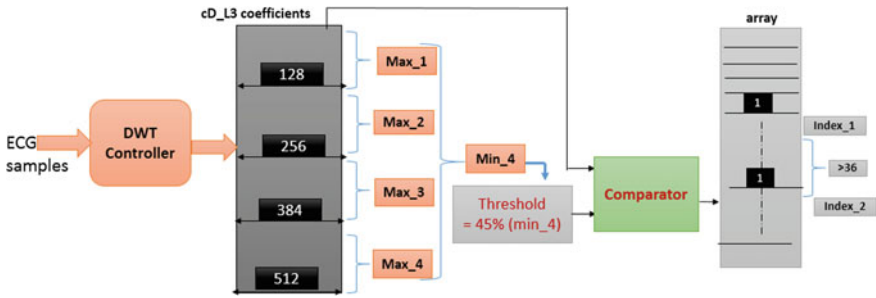 cD_L3 coefficients
array
128
Max_1
ECG
samples
DWT
Controller
256
Max_2
384
Max_3
512
Max_4
Min_4
Threshold
= 45% (min_4)
Comparator
1
Index_1
>36
1
Index_2